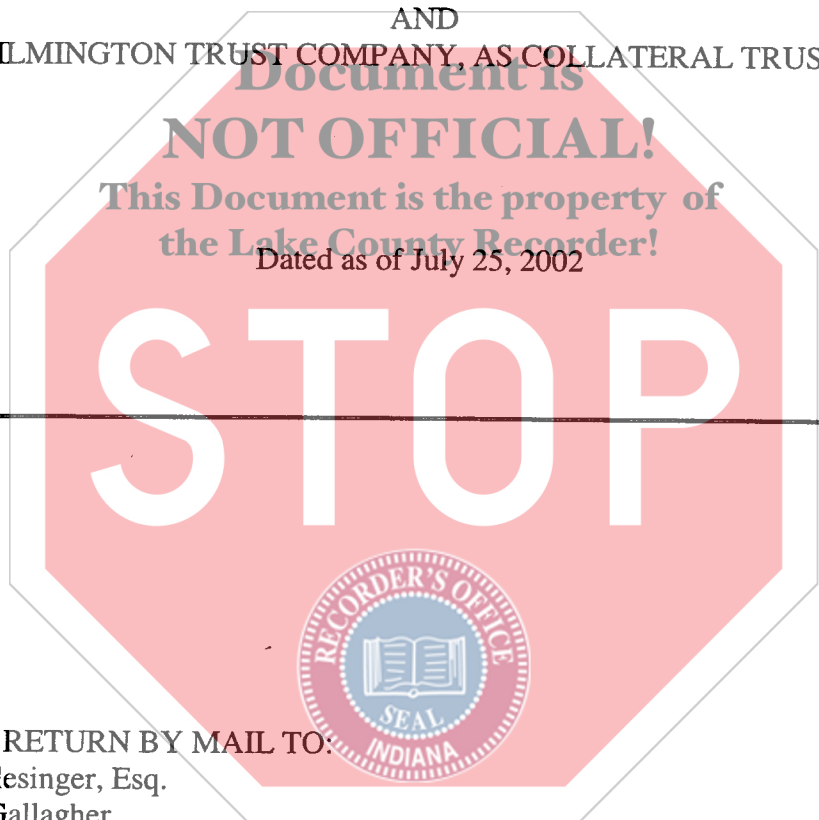 AND
ILMINGTON TRUST COMPANY, AS COLLATERAL TRUS
Document is
NOT OFFICIAL!
This Document is the property of
the Lake County Recorder!
Dated as of July 25, 2002
STOP
RECORDER'S OFFICE
SEAL
INDIANA
RETURN BY MAIL TO:
lesinger, Esq.
Gallagher